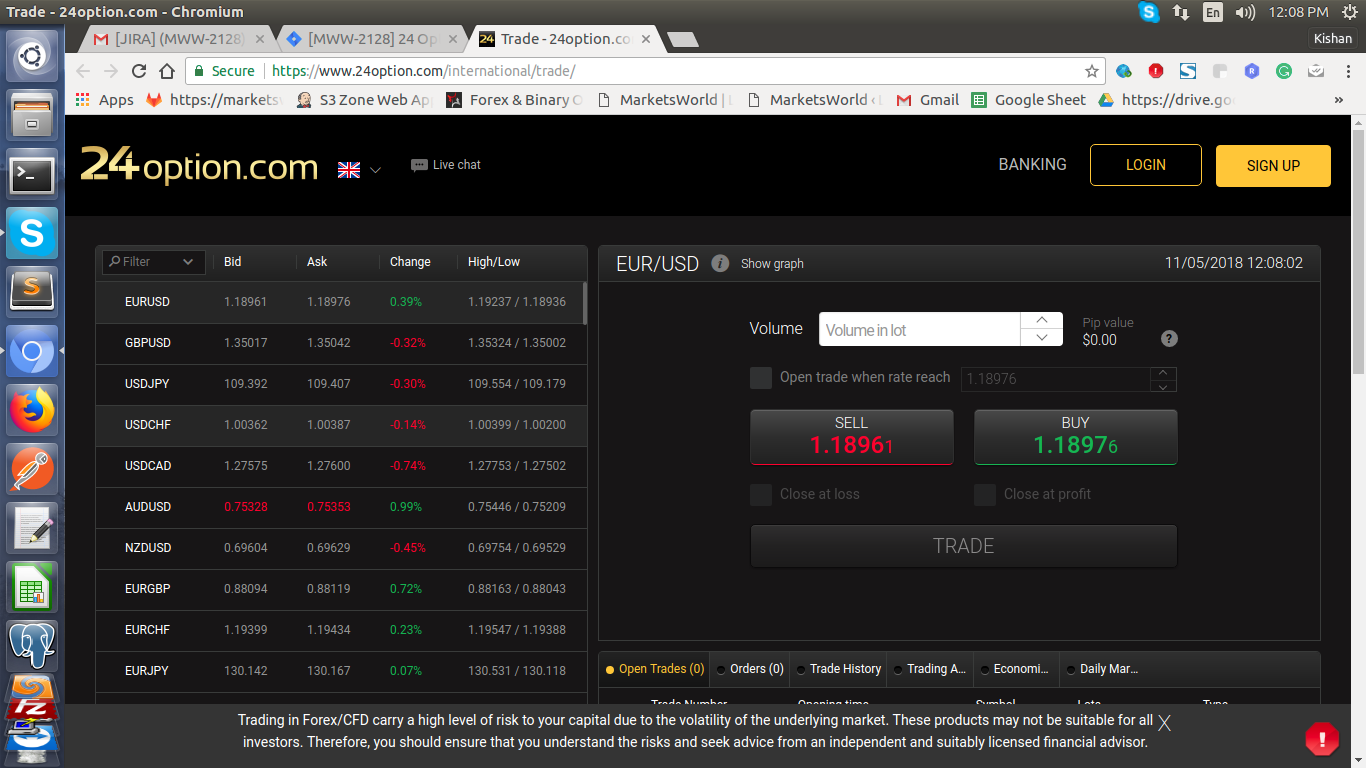 Trade - 24option.com - Chromium
En
12:08 PM
Kishan
[JIRA] (MWW-2128)
[MWW-2128] 24 Op
Trade - 24option.co
Secure
https://www.24option.com/international/trade/
Apps
https://markets
S3 Zone Web Ap
Forex & Binary O
MarketsWorld |
MarketsWorld ‹
Gmail
Google Sheet
https://drive.go
»
24option.com
Live chat
BANKING
LOGIN
SIGN UP
Filter Bid Ask Change High/Low
EURUSD 1.18961 1.18976 0.39% 1.19237 / 1.18936
GBPUSD 1.35017 1.35042 -0.32% 1.35324 / 1.35002
USDJPY 109.392 109.407 -0.30% 109.554 / 109.179
USDCHF 1.00362 1.00387 -0.14% 1.00399 / 1.00200
USDCAD 1.27575 1.27600 -0.74% 1.27753 / 1.27502
AUDUSD 0.75328 0.75353 0.99% 0.75446 / 0.75209
NZDUSD 0.69604 0.69629 -0.45% 0.69754 / 0.69529
EURGBP 0.88094 0.88119 0.72% 0.88163 / 0.88043
EURCHF 1.19399 1.19434 0.23% 1.19547 / 1.19388
EURJPY 130.142 130.167 0.07% 130.531 / 130.118
EUR/USD
i
Show graph
11/05/2018 12:08:02
Volume
Volume in lot
Pip value
$0.00
?
Open trade when rate reach
1.18976
SELL
1.18961
BUY
1.18976
Close at loss
Close at profit
TRADE
Open Trades (0)
Orders (0)
Trade History
Trading A...
Economi...
Daily Mar...
Trade Number Opening time Symbol Lots Type
Trading in Forex/CFD carry a high level of risk to your capital due to the volatility of the underlying market. These products may not be suitable for all
investors. Therefore, you should ensure that you understand the risks and seek advice from an independent and suitably licensed financial advisor.
X